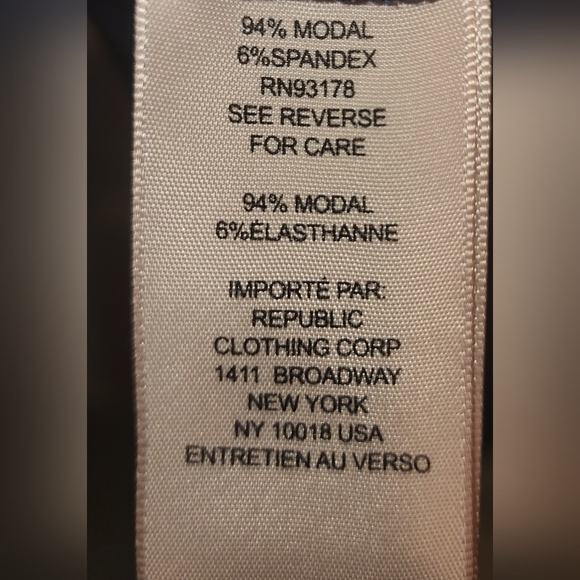 94% MODAL
6%SPANDEX
RN93178
SEE REVERSE
FOR CARE
94% MODAL
6%ÉLASTHANNE
IMPORTÉ PAR:
REPUBLIC
CLOTHING CORP
1411 BROADWAY
NEW YORK
NY 10018 USA
ENTRETIEN AU VERSO